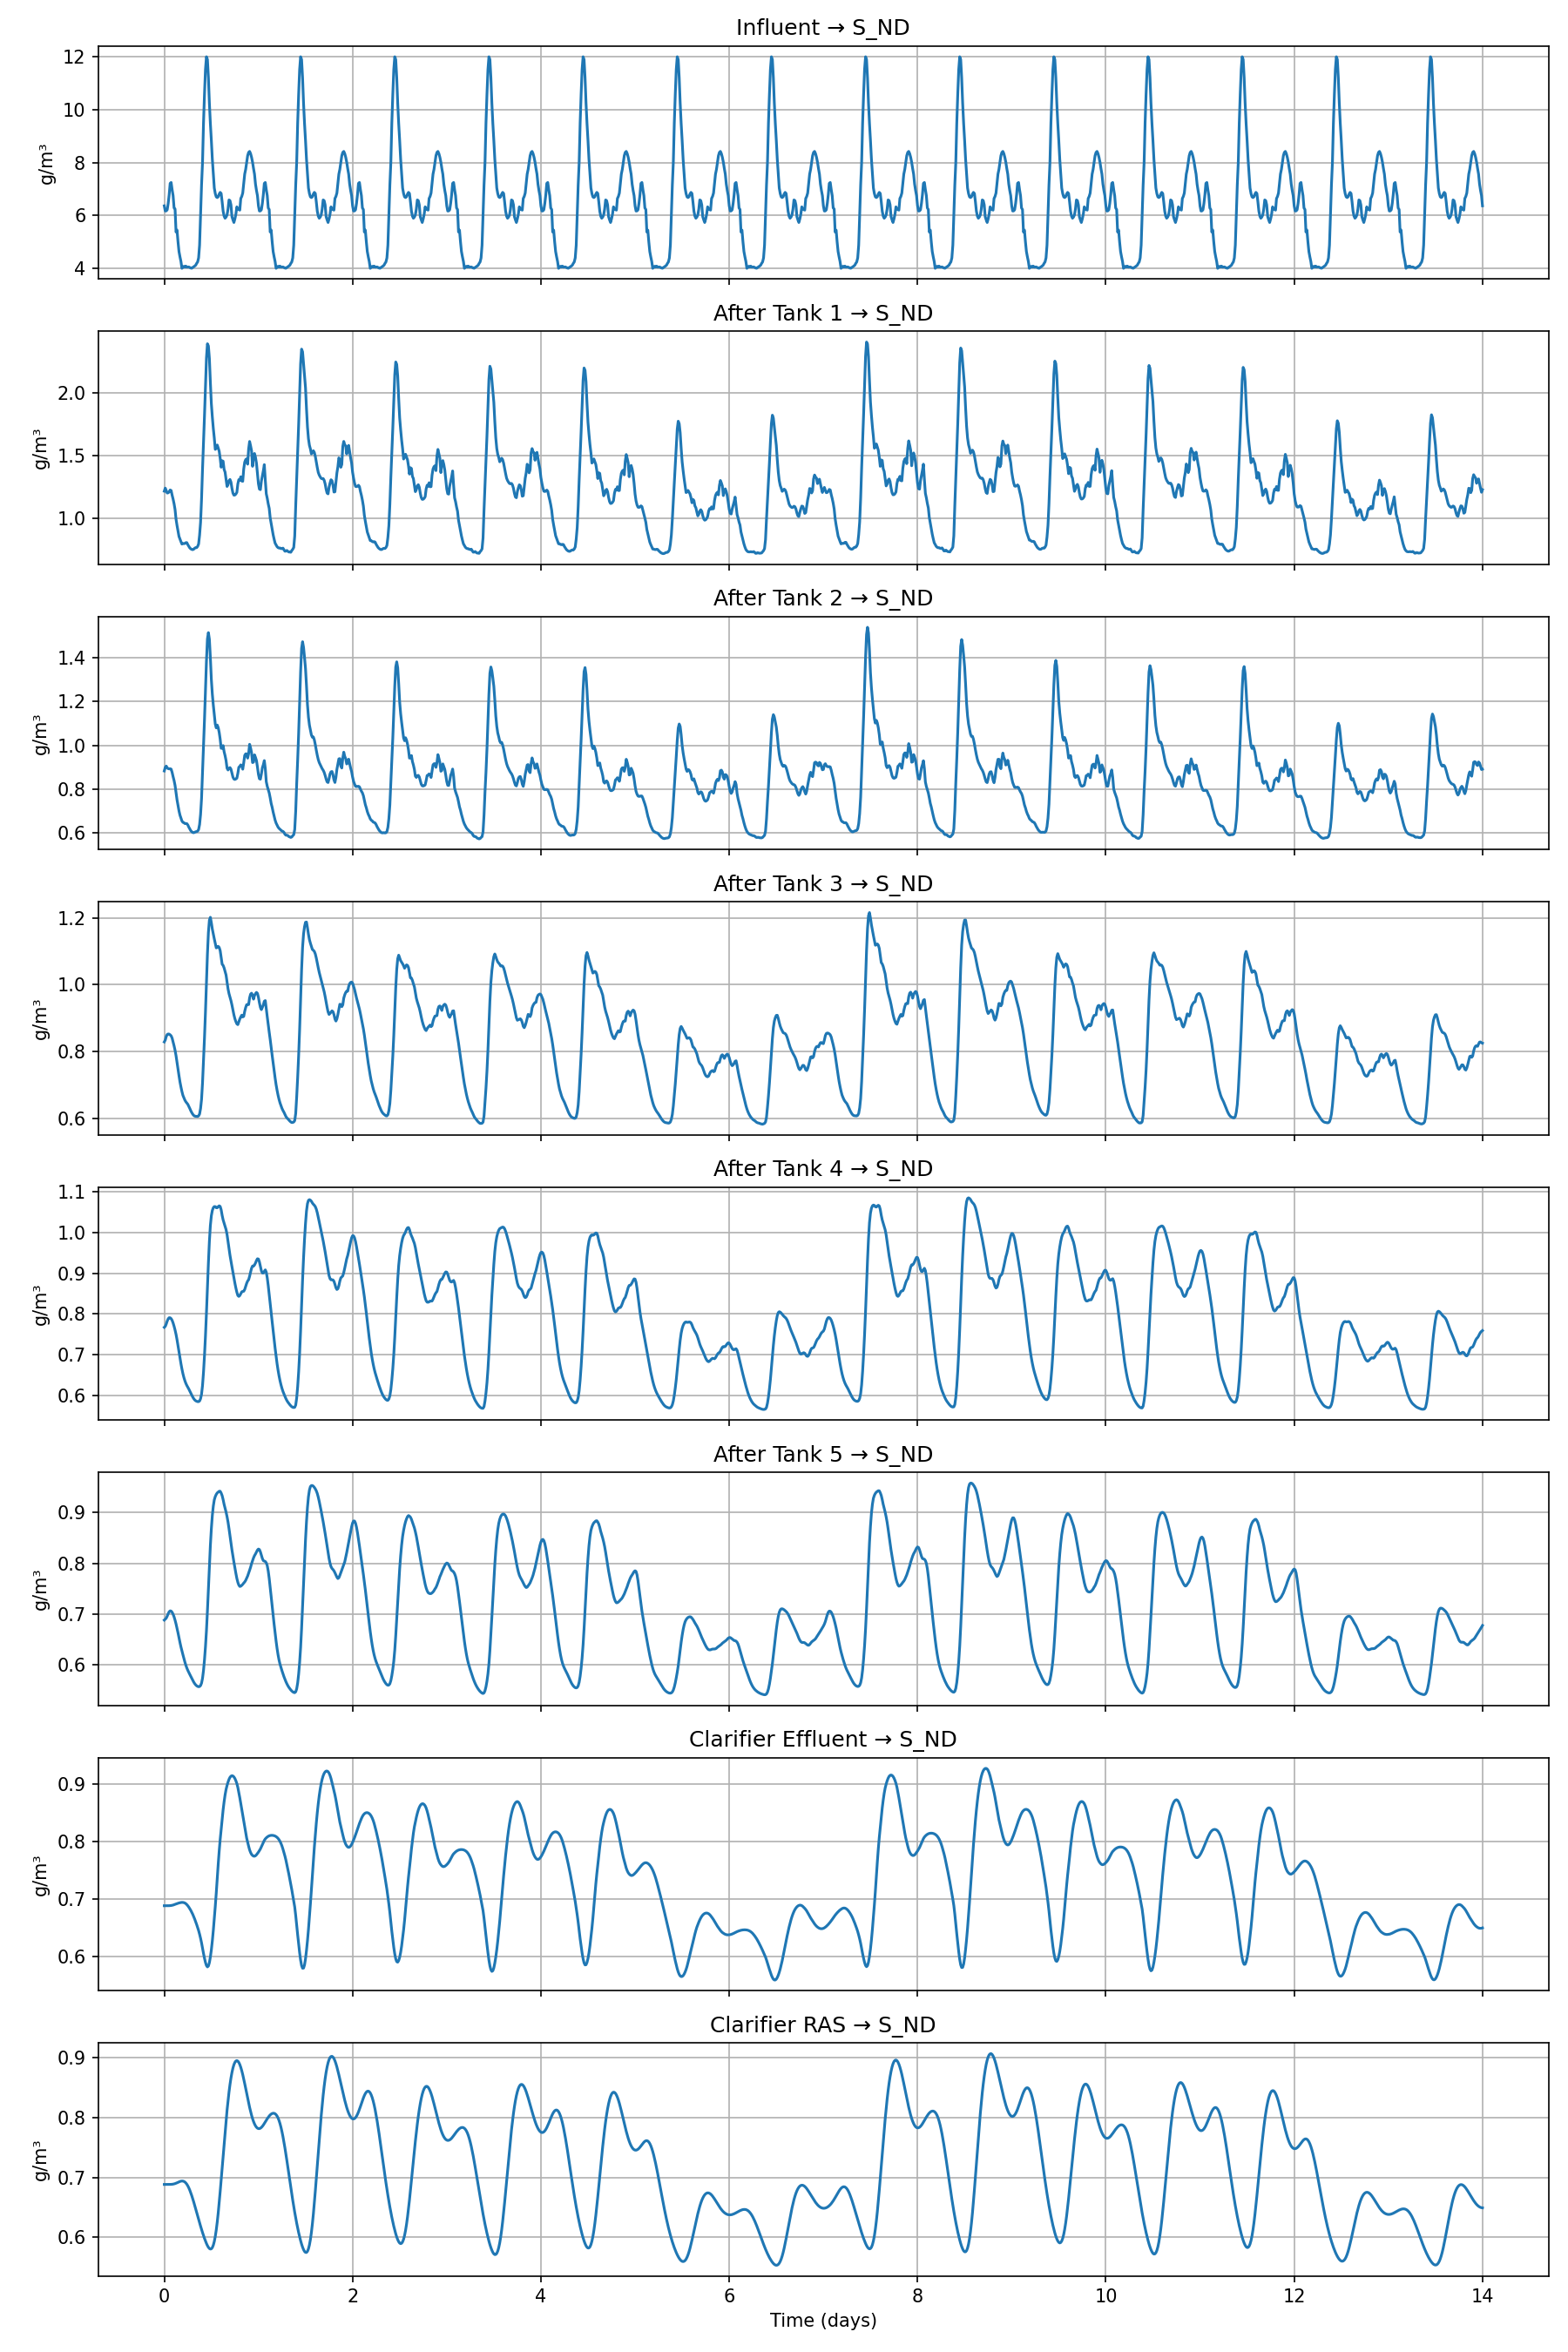 Influent → S_ND
12
10
8
6
4
g/m³
After Tank 1 → S_ND
2.0
1.5
1.0
g/m³
After Tank 2 → S_ND
1.4
1.2
1.0
0.8
0.6
g/m³
After Tank 3 → S_ND
1.2
1.0
0.8
0.6
g/m³
After Tank 4 → S_ND
1.1
1.0
0.9
0.8
0.7
0.6
g/m³
After Tank 5 → S_ND
0.9
0.8
0.7
0.6
g/m³
Clarifier Effluent → S_ND
0.9
0.8
0.7
0.6
g/m³
Clarifier RAS → S_ND
0.9
0.8
0.7
0.6
g/m³
0 2 4 6 8 10 12 14
Time (days)